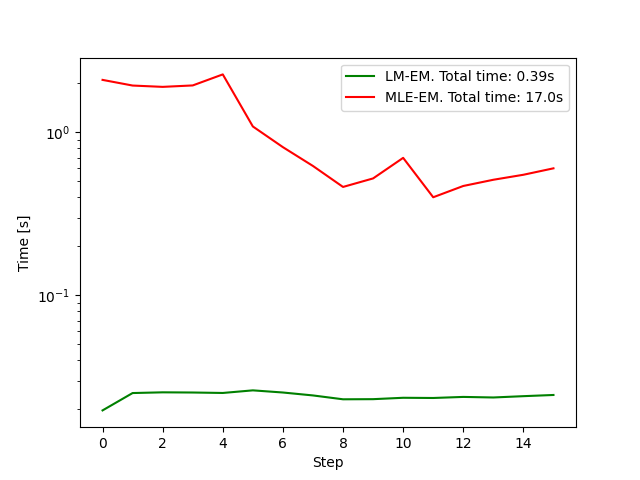 LM-EM. Total time: 0.39s
MLE-EM. Total time: 17.0s
10⁰
10⁻¹
Time [s]
0 2 4 6 8 10 12 14
Step